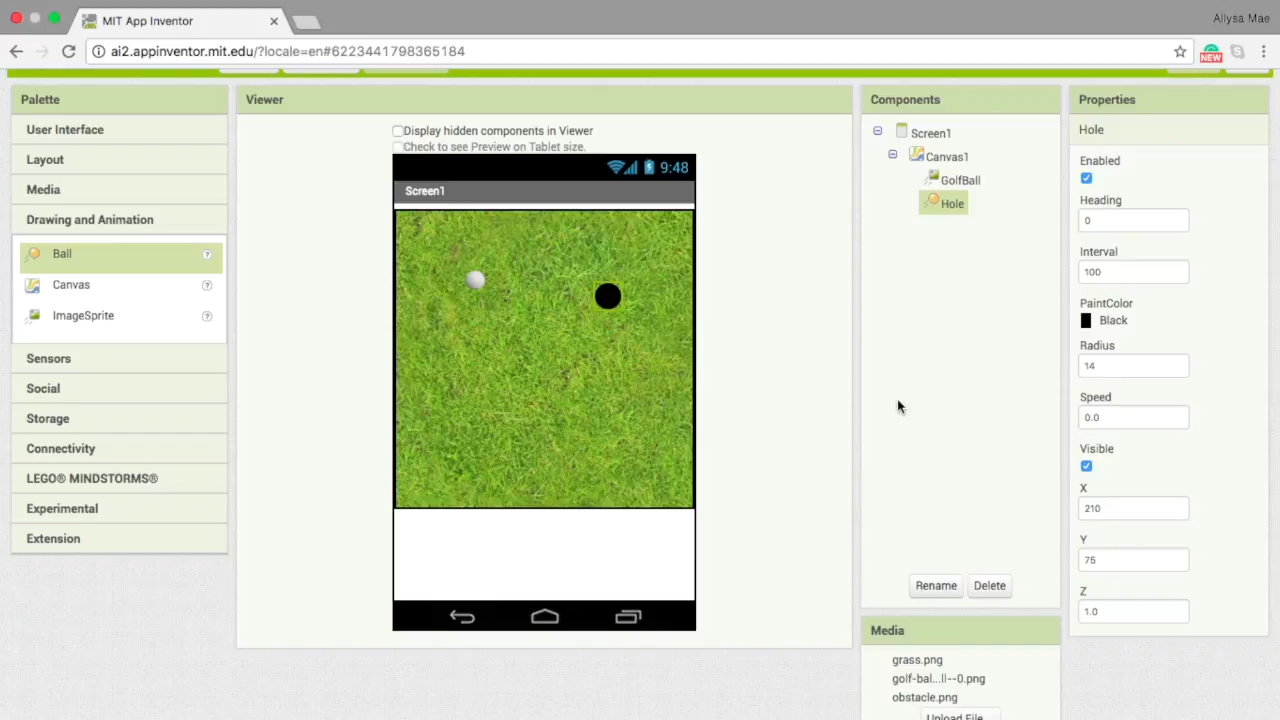 MIT App Inventor
Allysa Mae
ai2.appinventor.mit.edu/?locale=en#6223441798365184
NEW
Palette
User Interface
Layout
Media
Drawing and Animation
Ball
?
Canvas
?
ImageSprite
?
Sensors
Social
Storage
Connectivity
LEGO® MINDSTORMS®
Experimental
Extension
Viewer
Display hidden components in Viewer
Check to see Preview on Tablet size.
9:48
Screen1
Components
Screen1
Canvas1
GolfBall
Hole
Rename
Delete
Media
grass.png
golf-bal...li--0.png
obstacle.png
Upload File
Properties
Hole
Enabled
Heading
0
Interval
100
PaintColor
Black
Radius
14
Speed
0.0
Visible
X
210
Y
75
Z
1.0